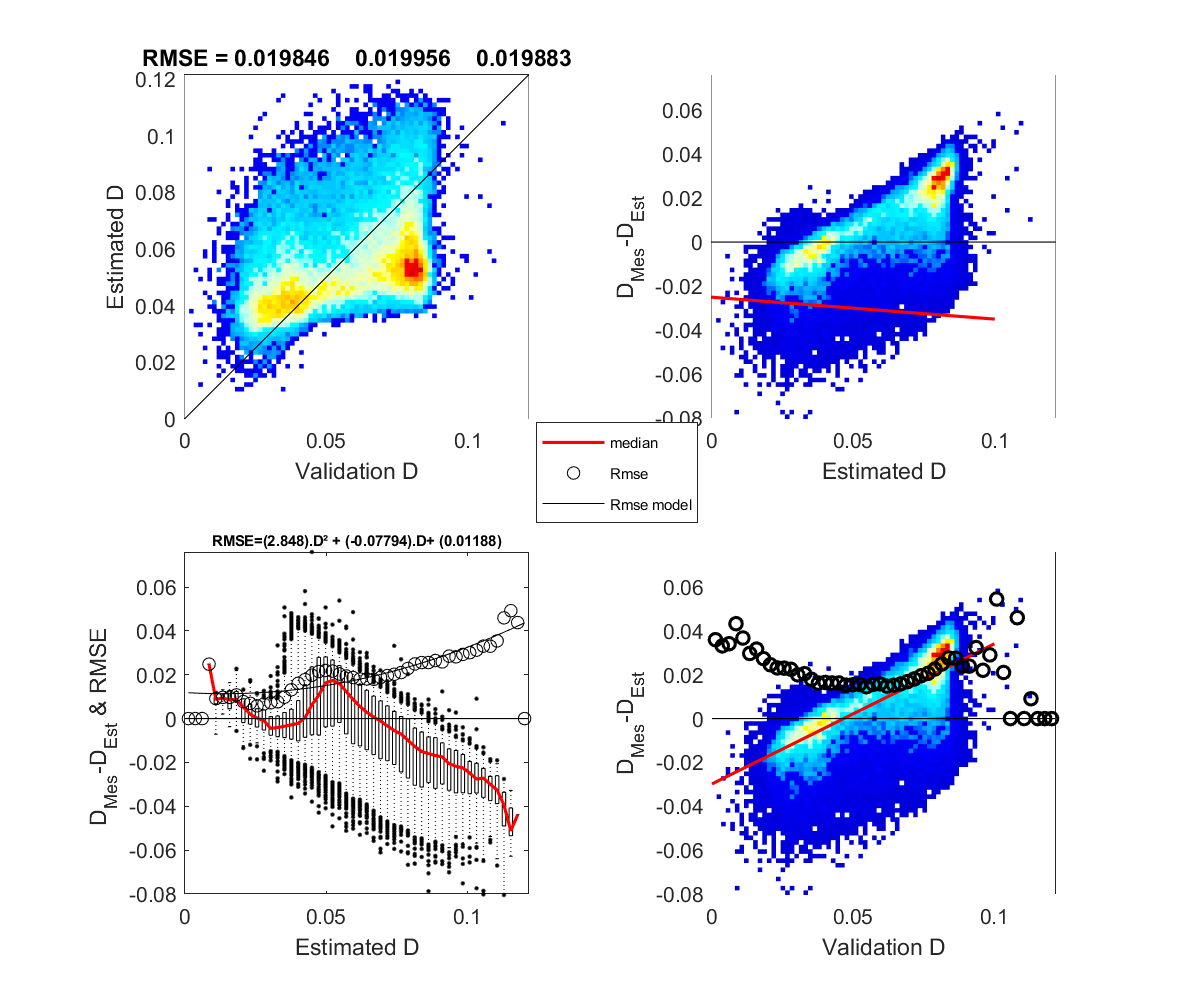 RMSE = 0.019846 0.019956 0.019883
0.12
0.1
0.08
0.06
0.04
0.02
0
Estimated D
0 0.05 0.1
Validation D
0.06
0.04
0.02
0
-0.02
-0.04
-0.06
-0.08
D_Mes-D_Est
0 0.05 0.1
Estimated D
median
Rmse
Rmse model
RMSE=(2.848).D² + (-0.07794).D+ (0.01188)
0.06
0.04
0.02
0
-0.02
-0.04
-0.06
-0.08
D_Mes-D_Est & RMSE
0 0.05 0.1
Estimated D
0.06
0.04
0.02
0
-0.02
-0.04
-0.06
-0.08
D_Mes-D_Est
0 0.05 0.1
Validation D